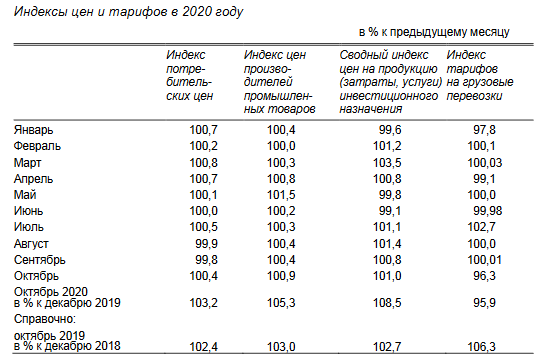 Индексы цен и тарифов в 2020 году
в % к предыдущему месяцу
Индекс Индекс цен Сводный индекс Индекс
потре- произво- цен на продукцию тарифов
битель- дителей (затраты, услуги) на грузовые
ских цен промышлен- инвестиционного перевозки
ных товаров назначения
Январь 100,7 100,4 99,6 97,8
Февраль 100,2 100,0 101,2 100,1
Март 100,8 100,3 103,5 100,03
Апрель 100,7 100,8 100,8 99,1
Май 100,1 101,5 99,8 100,0
Июнь 100,0 100,2 99,1 99,98
Июль 100,5 100,3 101,1 102,7
Август 99,9 100,4 101,4 100,0
Сентябрь 99,8 100,4 100,8 100,01
Октябрь 100,4 100,9 101,0 96,3
Октябрь 2020
в % к декабрю 2019 103,2 105,3 108,5 95,9
Справочно:
октябрь 2019
в % к декабрю 2018 102,4 103,0 102,7 106,3